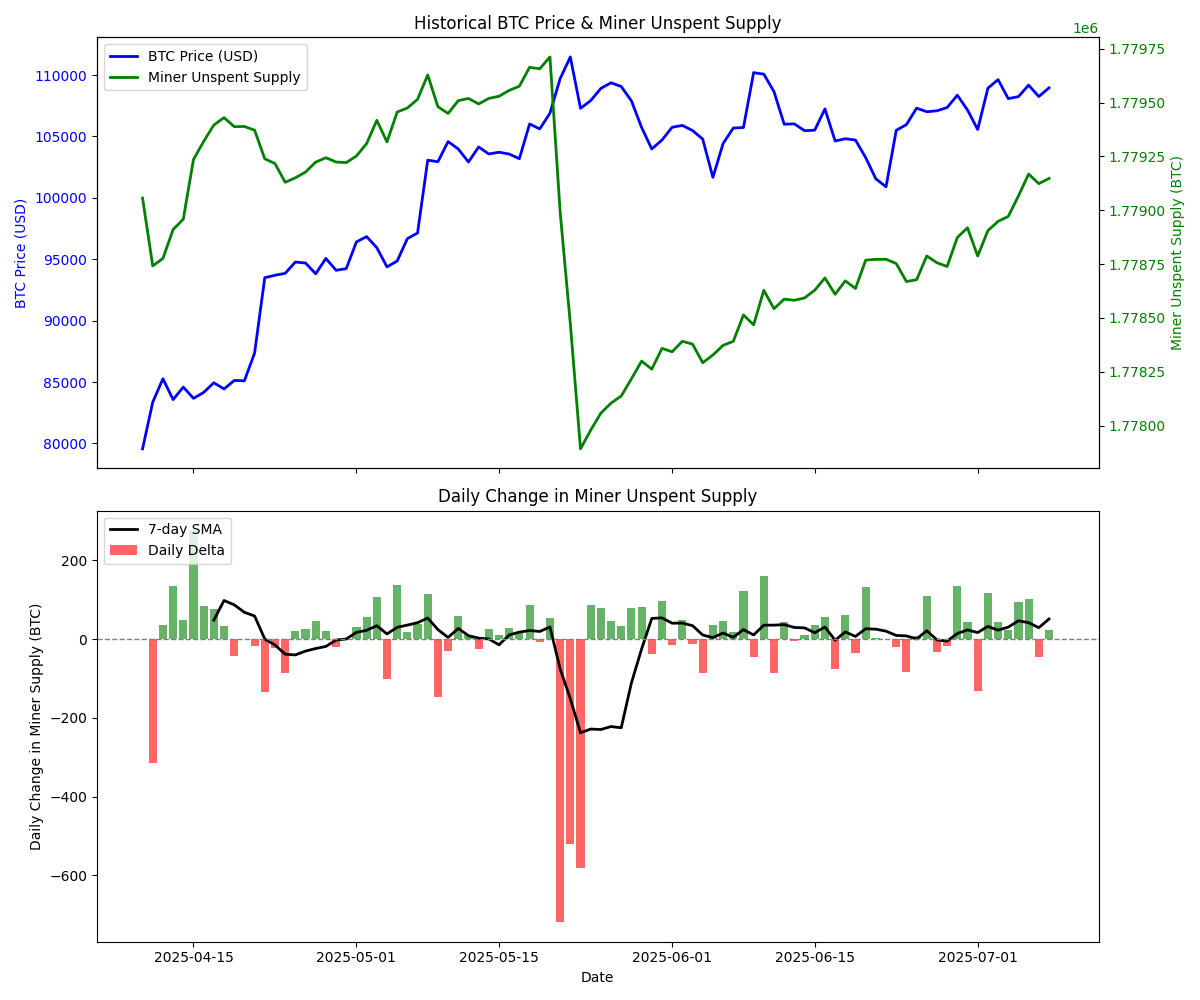 Historical BTC Price & Miner Unspent Supply
1e6
BTC Price (USD)
Miner Unspent Supply
110000
105000
100000
95000
90000
85000
80000
BTC Price (USD)
1.77975
1.77950
1.77925
1.77900
1.77875
1.77850
1.77825
1.77800
Miner Unspent Supply (BTC)
Daily Change in Miner Unspent Supply
7-day SMA
Daily Delta
200
0
−200
−400
−600
Daily Change in Miner Supply (BTC)
2025-04-15
2025-05-01
2025-05-15
2025-06-01
2025-06-15
2025-07-01
Date